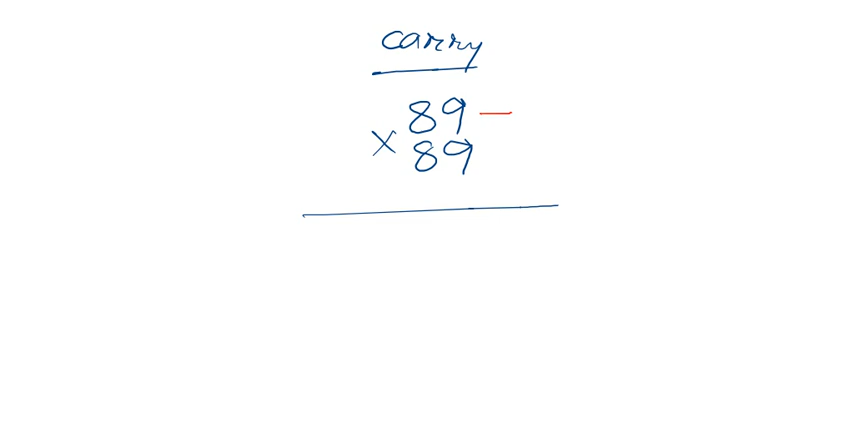 carry
89 —
× 89